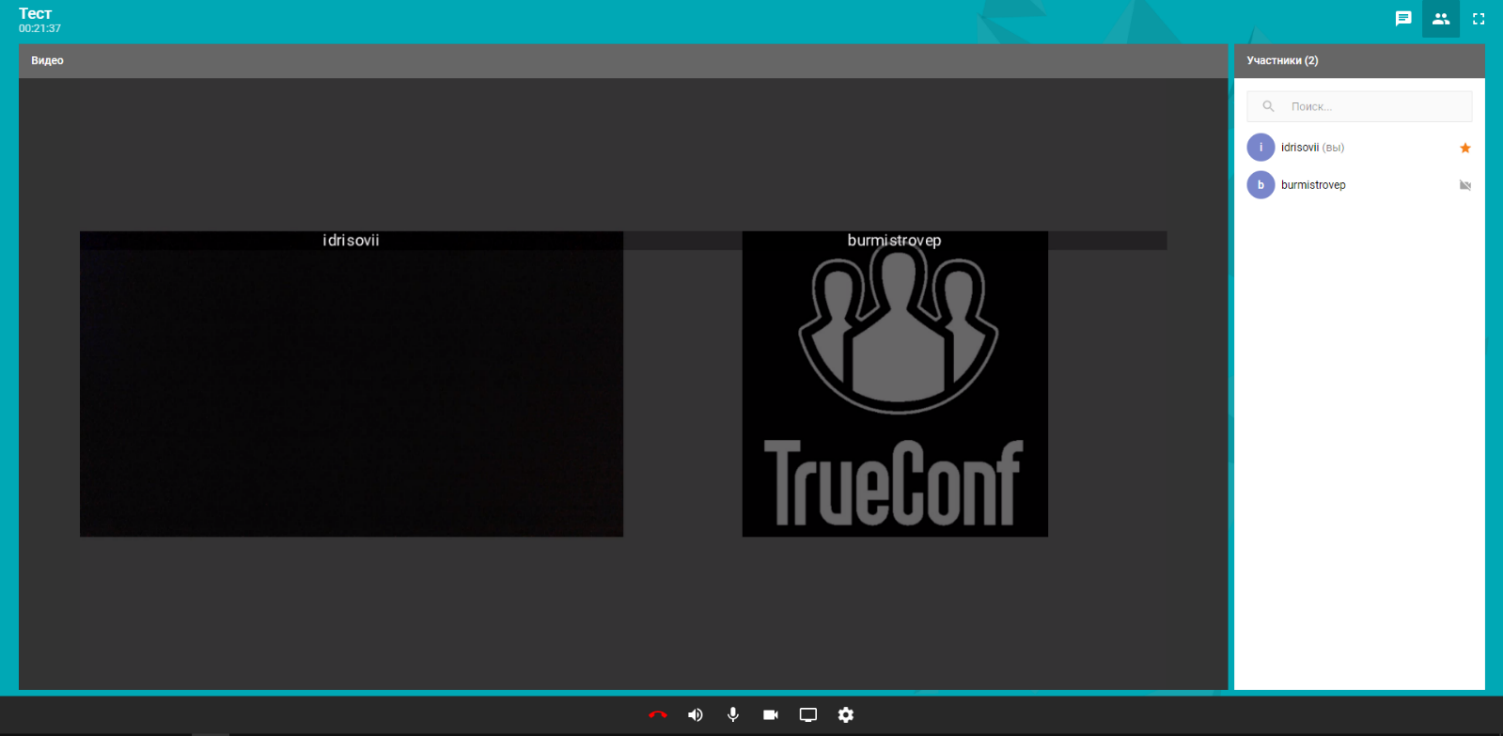 Тест
00:21:37
Видео
Участники (2)
Поиск...
i
idrisovii (вы)
b
burmistrovep
idrisovii
burmistrovep
TrueConf